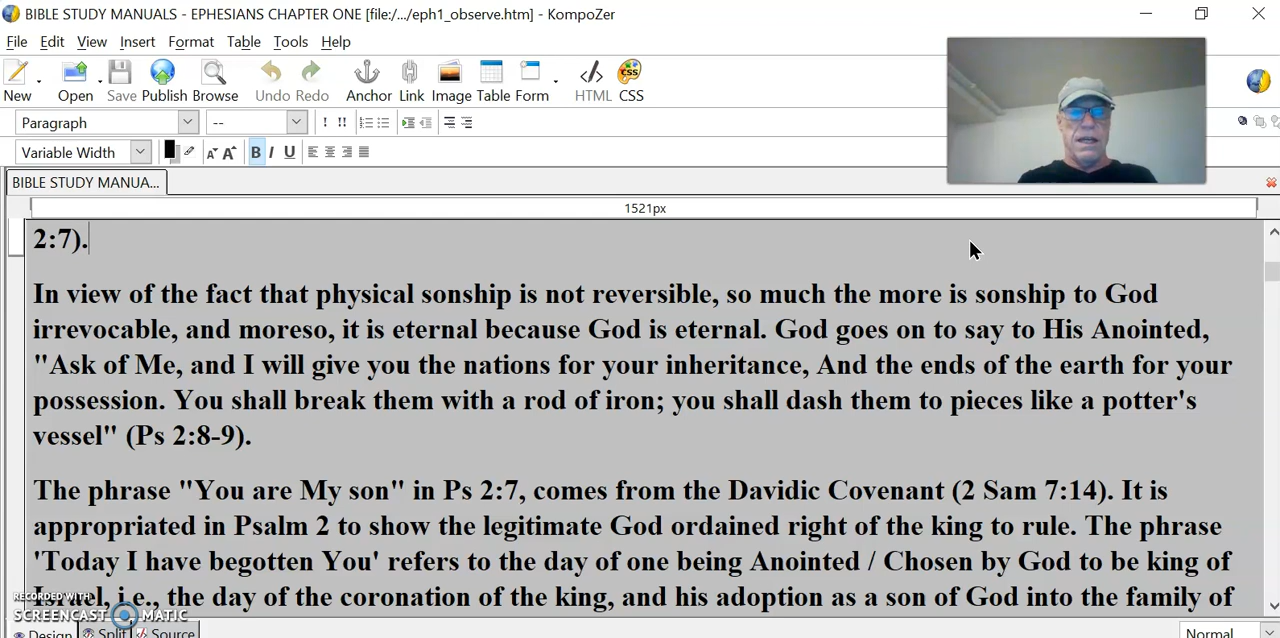 BIBLE STUDY MANUALS - EPHESIANS CHAPTER ONE [file:/.../eph1_observe.htm] - KompoZer
File Edit View Insert Format Table Tools Help
New Open Save Publish Browse Undo Redo Anchor Link Image Table Form HTML CSS
CSS
Paragraph -- ! !!
Variable Width A A B I U
BIBLE STUDY MANUA...
1521px
2:7).
In view of the fact that physical sonship is not reversible, so much the more is sonship to God
irrevocable, and moreso, it is eternal because God is eternal. God goes on to say to His Anointed,
"Ask of Me, and I will give you the nations for your inheritance, And the ends of the earth for your
possession. You shall break them with a rod of iron; you shall dash them to pieces like a potter's
vessel" (Ps 2:8-9).
The phrase "You are My son" in Ps 2:7, comes from the Davidic Covenant (2 Sam 7:14). It is
appropriated in Psalm 2 to show the legitimate God ordained right of the king to rule. The phrase
'Today I have begotten You' refers to the day of one being Anointed / Chosen by God to be king of
Israel, i.e., the day of the coronation of the king, and his adoption as a son of God into the family of
RECORDED WITH
SCREENCAST MATIC
Design Split Source
Normal